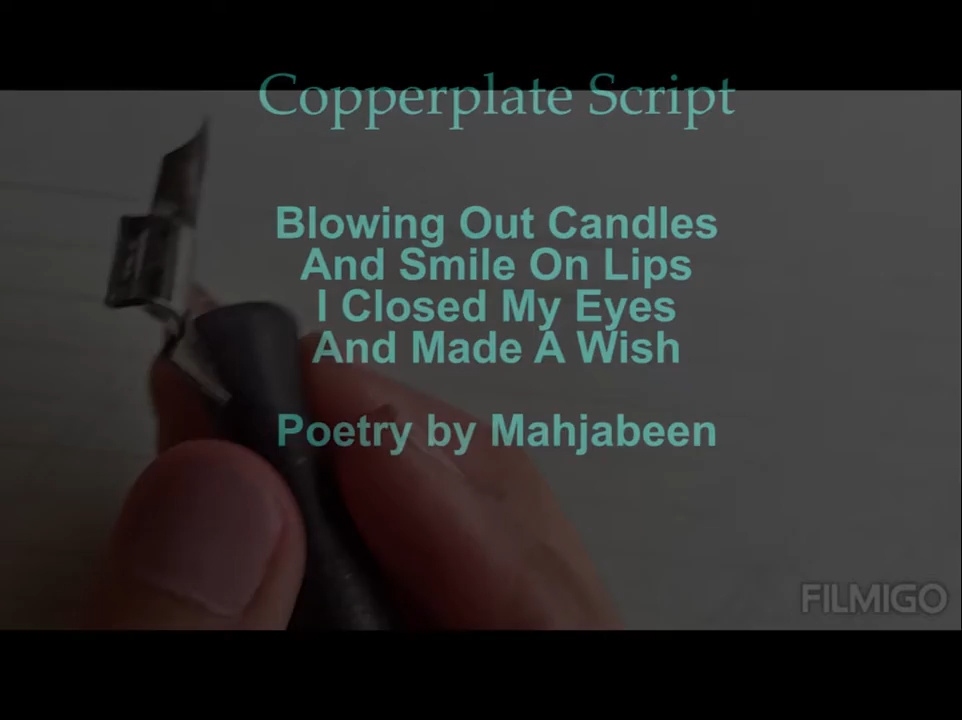 Copperplate Script
Blowing Out Candles
And Smile On Lips
I Closed My Eyes
And Made A Wish
Poetry by Mahjabeen
FILMIGO